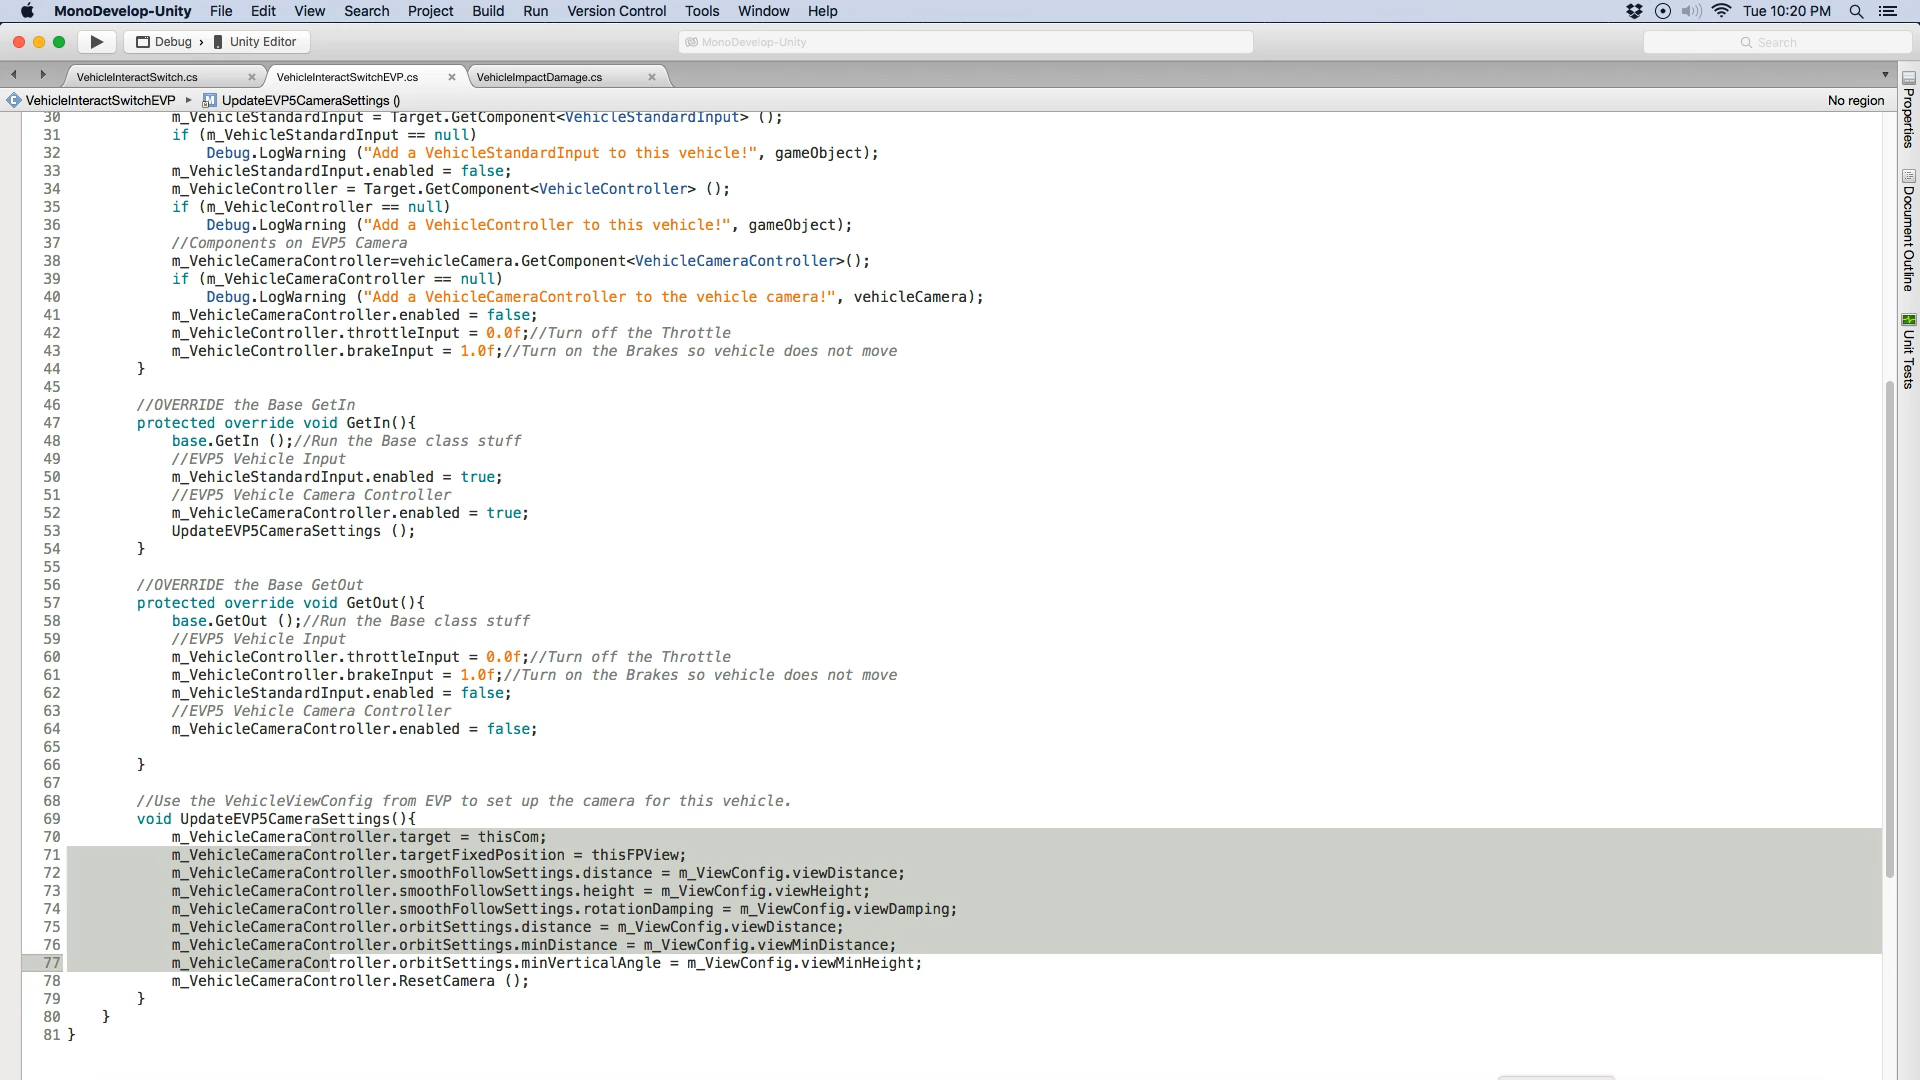 MonoDevelop-Unity File Edit View Search Project Build Run Version Control Tools Window Help Tue 10:20 PM
Debug › Unity Editor MonoDevelop-Unity Search
VehicleInteractSwitch.cs VehicleInteractSwitchEVP.cs VehicleImpactDamage.cs
VehicleInteractSwitchEVP UpdateEVP5CameraSettings () No region
Properties
Document Outline
Unit Tests
30 m_VehicleStandardInput = Target.GetComponent<VehicleStandardInput> ();
31 if (m_VehicleStandardInput == null)
32 Debug.LogWarning ("Add a VehicleStandardInput to this vehicle!", gameObject);
33 m_VehicleStandardInput.enabled = false;
34 m_VehicleController = Target.GetComponent<VehicleController> ();
35 if (m_VehicleController == null)
36 Debug.LogWarning ("Add a VehicleController to this vehicle!", gameObject);
37 //Components on EVP5 Camera
38 m_VehicleCameraController=vehicleCamera.GetComponent<VehicleCameraController>();
39 if (m_VehicleCameraController == null)
40 Debug.LogWarning ("Add a VehicleCameraController to the vehicle camera!", vehicleCamera);
41 m_VehicleCameraController.enabled = false;
42 m_VehicleController.throttleInput = 0.0f;//Turn off the Throttle
43 m_VehicleController.brakeInput = 1.0f;//Turn on the Brakes so vehicle does not move
44 }
45
46 //OVERRIDE the Base GetIn
47 protected override void GetIn(){
48 base.GetIn ();//Run the Base class stuff
49 //EVP5 Vehicle Input
50 m_VehicleStandardInput.enabled = true;
51 //EVP5 Vehicle Camera Controller
52 m_VehicleCameraController.enabled = true;
53 UpdateEVP5CameraSettings ();
54 }
55
56 //OVERRIDE the Base GetOut
57 protected override void GetOut(){
58 base.GetOut ();//Run the Base class stuff
59 //EVP5 Vehicle Input
60 m_VehicleController.throttleInput = 0.0f;//Turn off the Throttle
61 m_VehicleController.brakeInput = 1.0f;//Turn on the Brakes so vehicle does not move
62 m_VehicleStandardInput.enabled = false;
63 //EVP5 Vehicle Camera Controller
64 m_VehicleCameraController.enabled = false;
65
66 }
67
68 //Use the VehicleViewConfig from EVP to set up the camera for this vehicle.
69 void UpdateEVP5CameraSettings(){
70 m_VehicleCameraController.target = thisCom;
71 m_VehicleCameraController.targetFixedPosition = thisFPView;
72 m_VehicleCameraController.smoothFollowSettings.distance = m_ViewConfig.viewDistance;
73 m_VehicleCameraController.smoothFollowSettings.height = m_ViewConfig.viewHeight;
74 m_VehicleCameraController.smoothFollowSettings.rotationDamping = m_ViewConfig.viewDamping;
75 m_VehicleCameraController.orbitSettings.distance = m_ViewConfig.viewDistance;
76 m_VehicleCameraController.orbitSettings.minDistance = m_ViewConfig.viewMinDistance;
77 m_VehicleCameraController.orbitSettings.minVerticalAngle = m_ViewConfig.viewMinHeight;
78 m_VehicleCameraController.ResetCamera ();
79 }
80 }
81 }